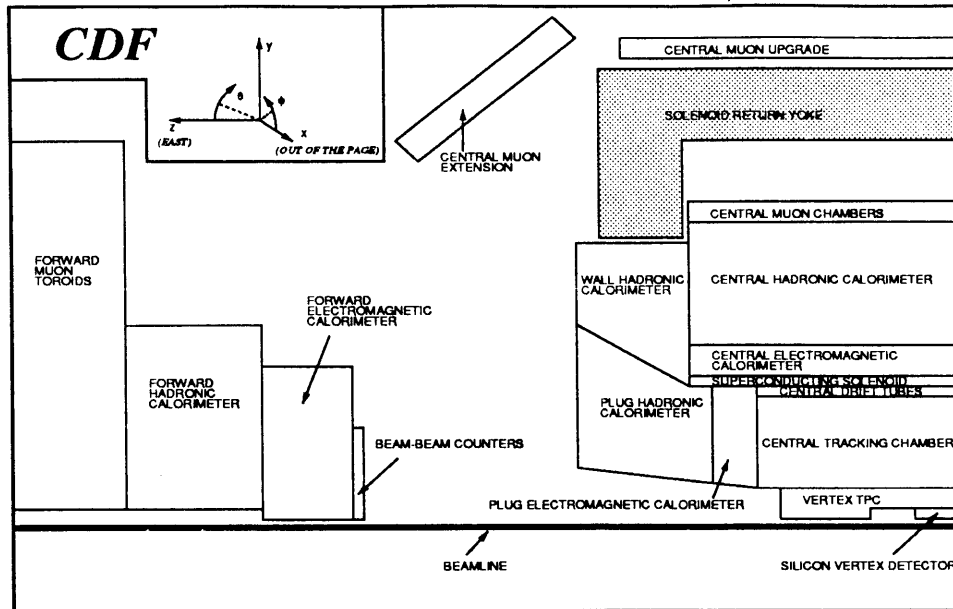 CDF
y
θ
ϕ
z
x
(EAST)
(OUT OF THE PAGE)
CENTRAL MUON
EXTENSION
CENTRAL MUON UPGRADE
SOLENOID RETURN YOKE
CENTRAL MUON CHAMBERS
FORWARD
MUON
TOROIDS
WALL HADRONIC
CALORIMETER
CENTRAL HADRONIC CALORIMETER
FORWARD
ELECTROMAGNETIC
CALORIMETER
CENTRAL ELECTROMAGNETIC
CALORIMETER
SUPERCONDUCTING SOLENOID
CENTRAL DRIFT TUBES
FORWARD
HADRONIC
CALORIMETER
PLUG HADRONIC
CALORIMETER
BEAM-BEAM COUNTERS
CENTRAL TRACKING CHAMBER
PLUG ELECTROMAGNETIC CALORIMETER
VERTEX TPC
BEAMLINE
SILICON VERTEX DETECTOR